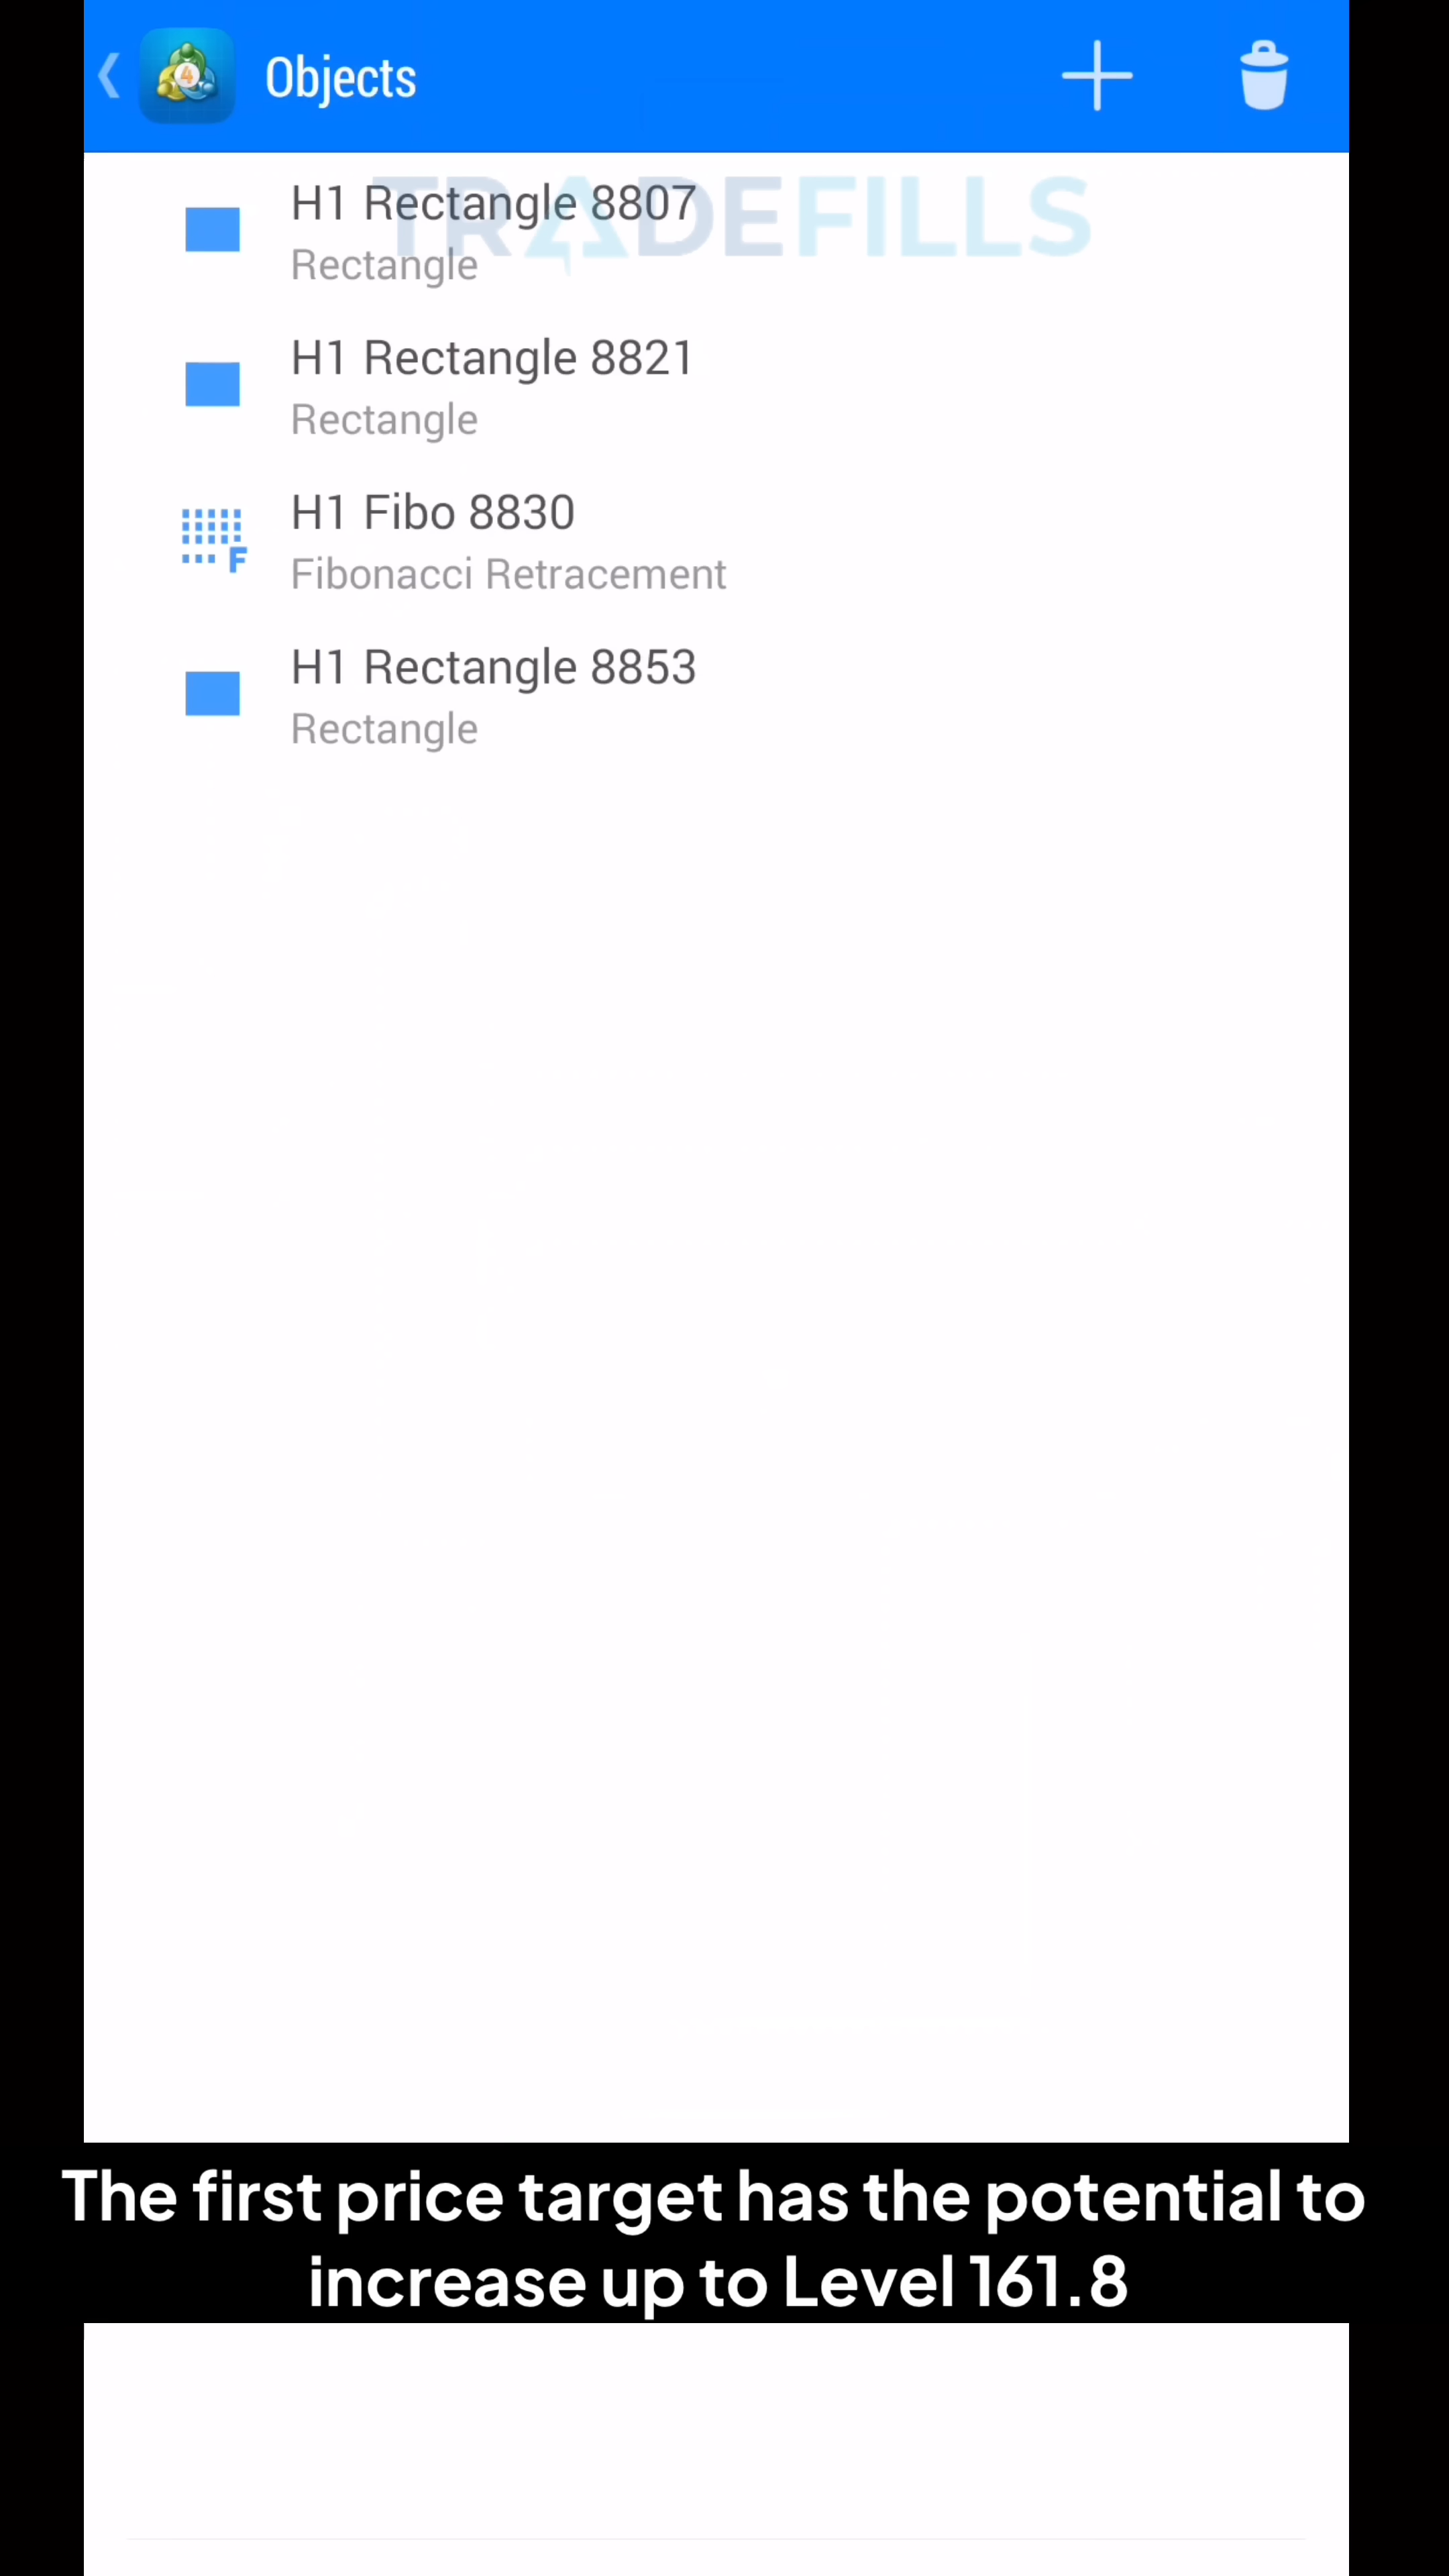 4
Objects
TRADEFILLS
H1 Rectangle 8807
Rectangle
H1 Rectangle 8821
Rectangle
H1 Fibo 8830
F
Fibonacci Retracement
H1 Rectangle 8853
Rectangle
The first price target has the potential to
increase up to Level 161.8